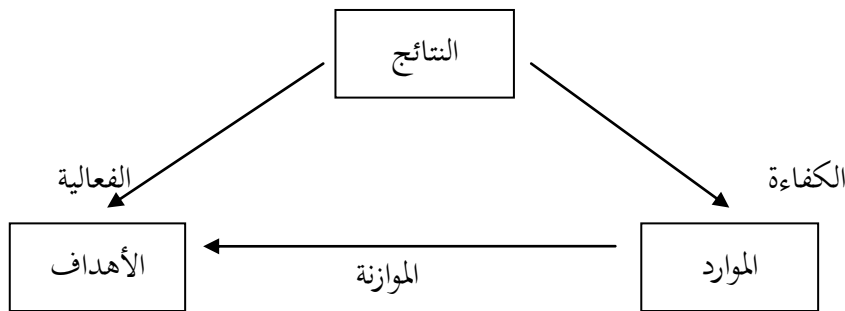 النتائج
الكفاءة
الفعالية
الموارد
الموازنة
الأهداف